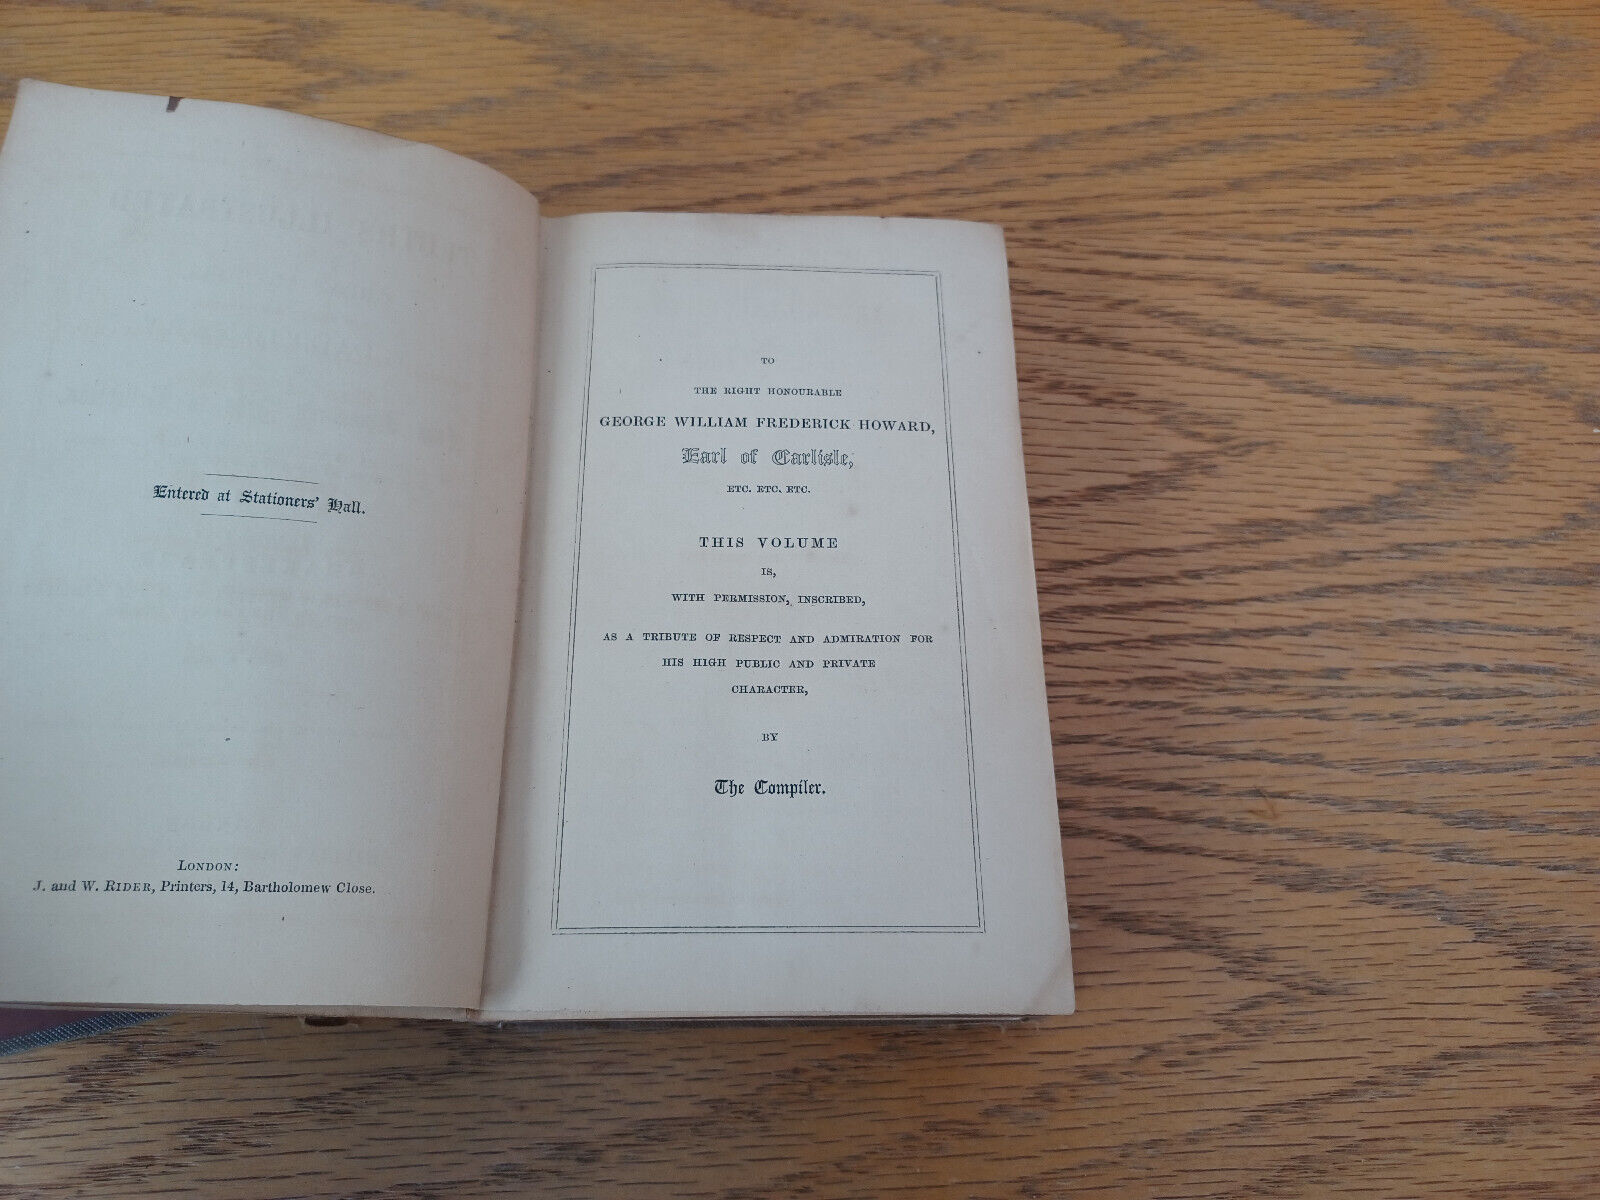 Entered at Stationers' Hall.
LONDON:
J. and W. RIDER, Printers, 14, Bartholomew Close.
TO
THE RIGHT HONOURABLE
GEORGE WILLIAM FREDERICK HOWARD,
Earl of Carlisle,
ETC. ETC. ETC.
THIS VOLUME
IS,
WITH PERMISSION, INSCRIBED,
AS A TRIBUTE OF RESPECT AND ADMIRATION FOR
HIS HIGH PUBLIC AND PRIVATE
CHARACTER,
BY
The Compiler.